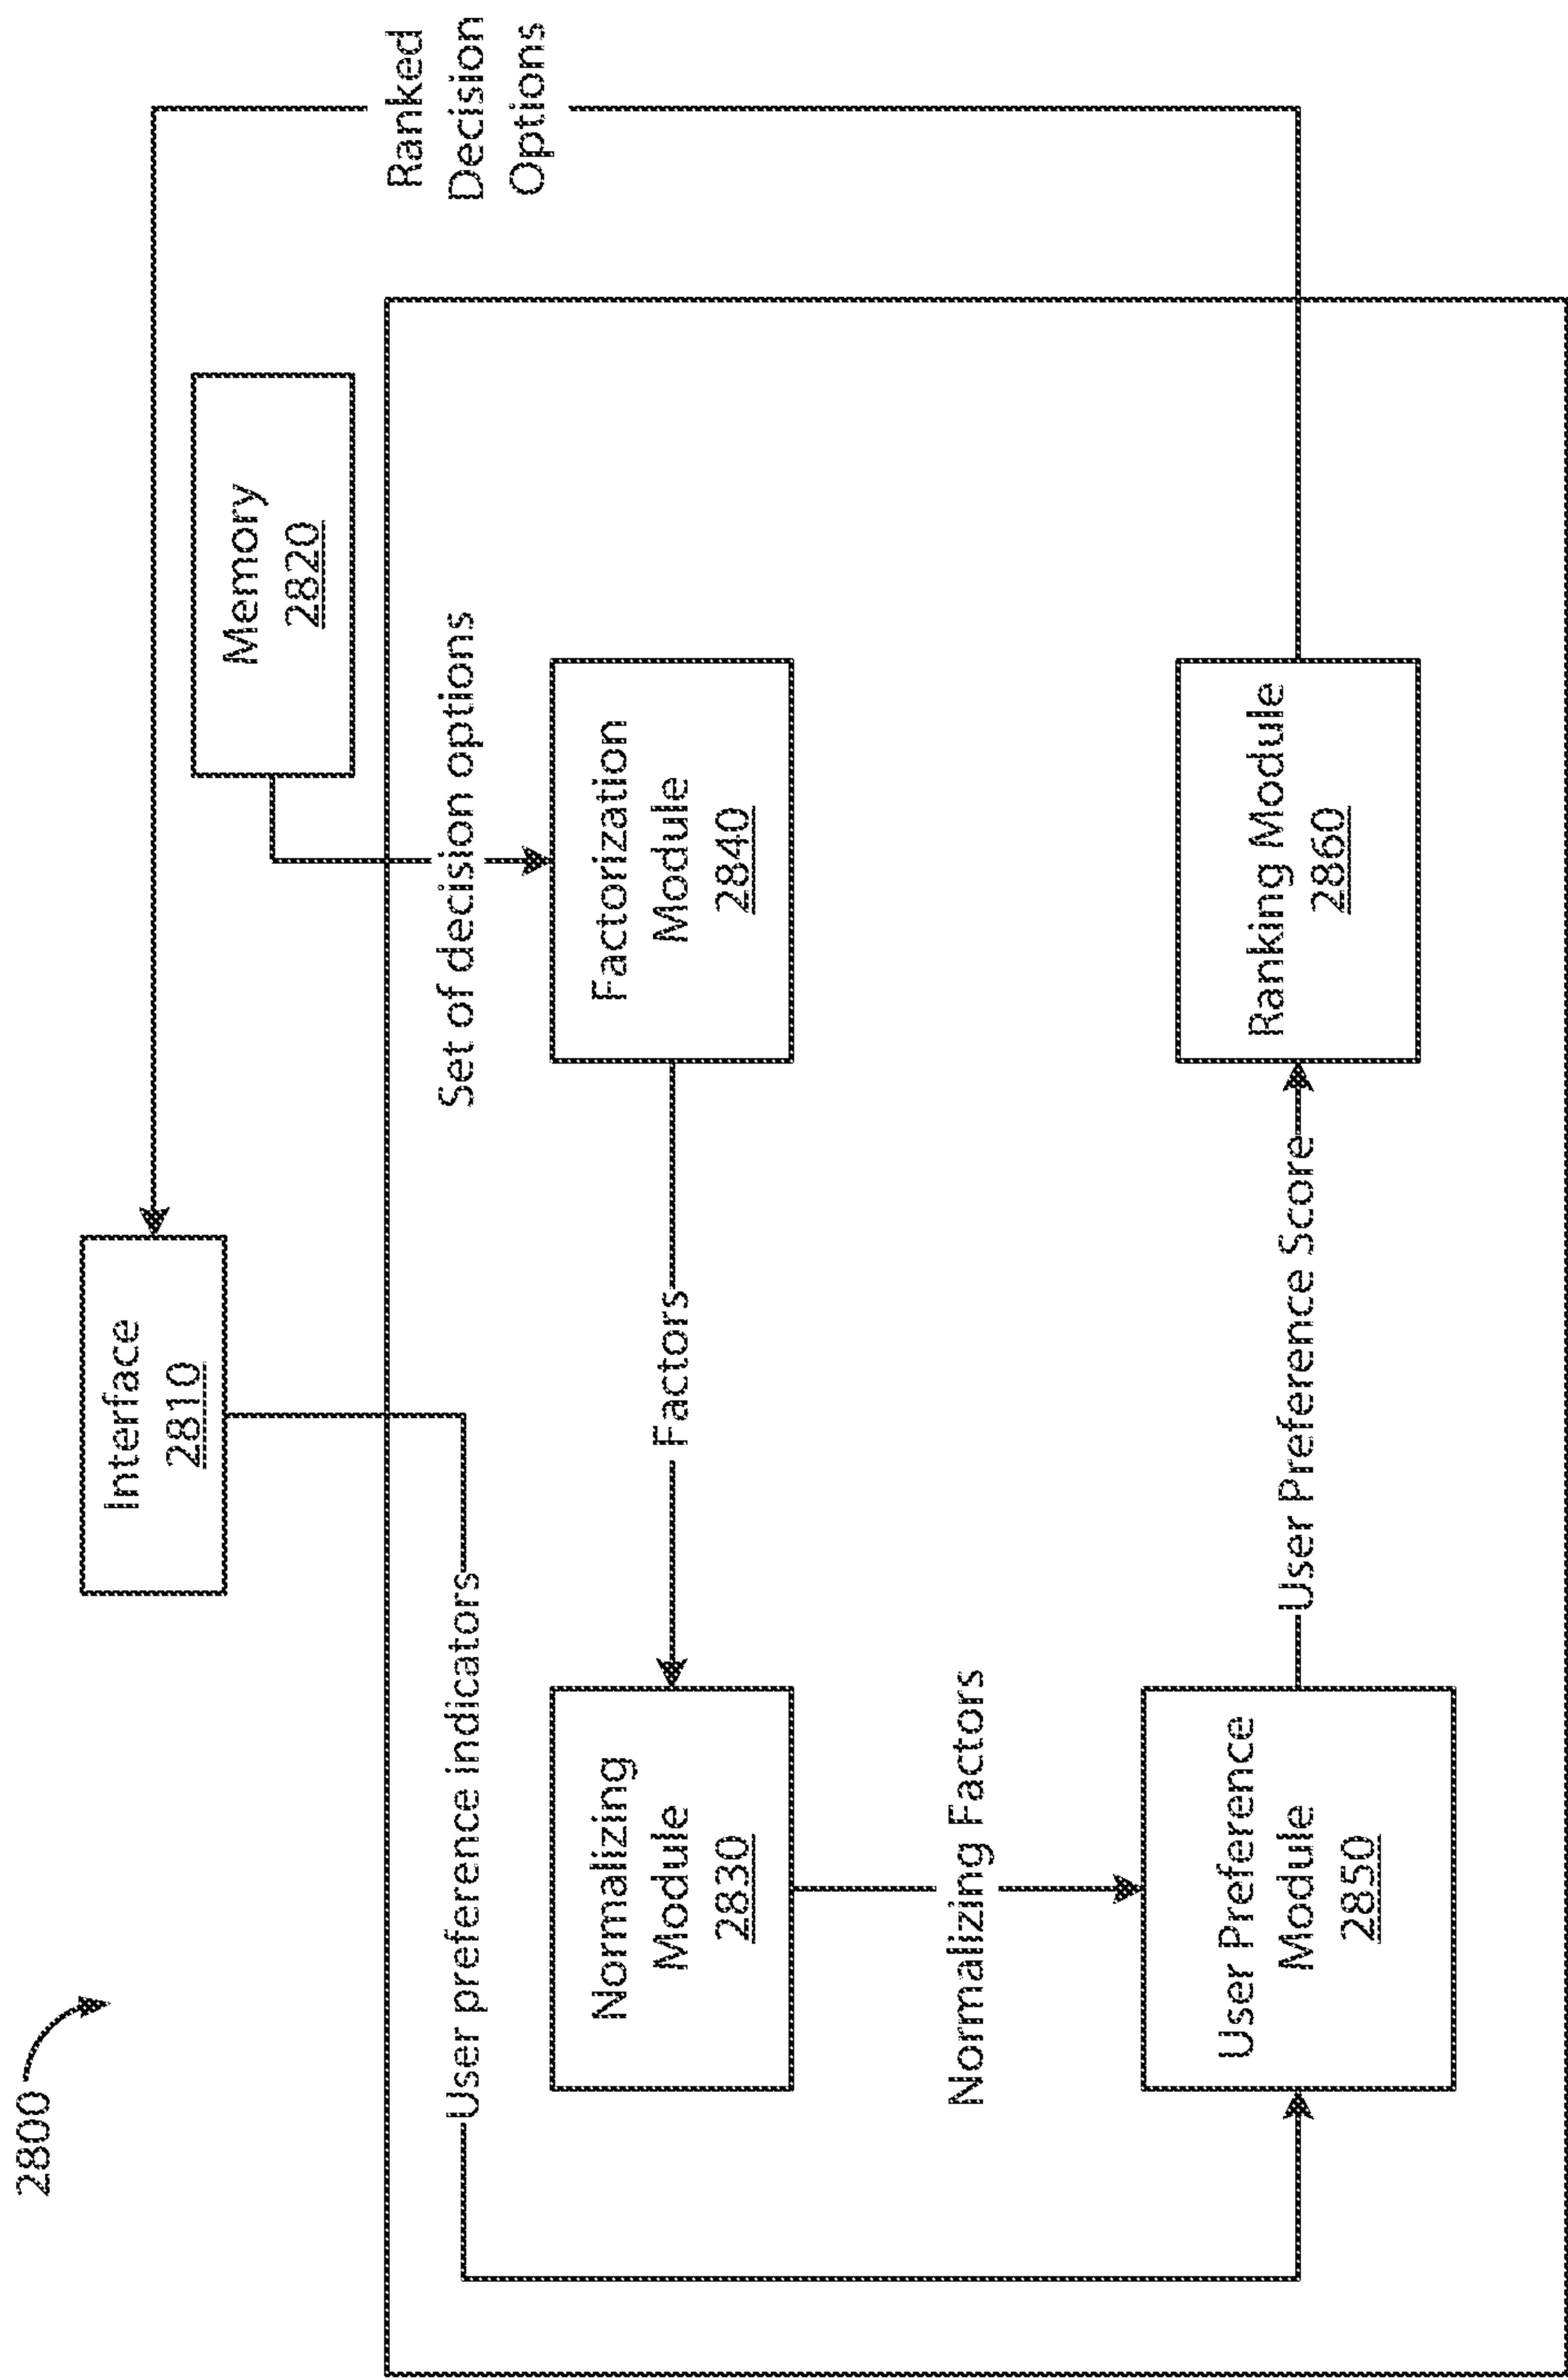 2800
Interface
2810
Memory
2820
Ranked
Decision
Options
User preference indicators
Set of decision options
Normalizing
Module
2830
Factors
Factorization
Module
2840
Normalizing Factors
User Preference
Module
2850
User Preference Score
Ranking Module
2860